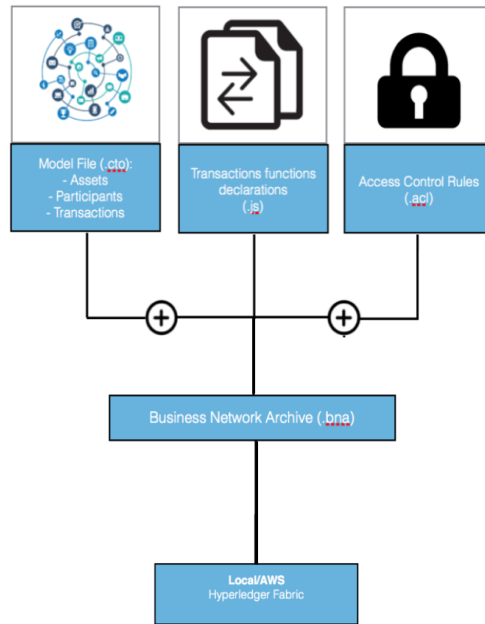 Model File (.cto):
- Assets
- Participants
- Transactions
Transactions functions
declarations
(.js)
Access Control Rules
(.acl)
Business Network Archive (.bna)
Local/AWS
Hyperledger Fabric